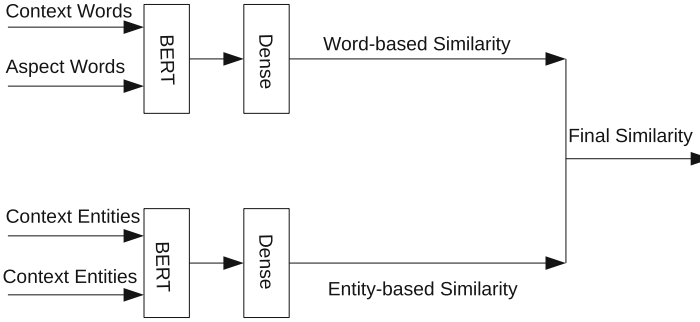 Context Words
Aspect Words
BERT
Dense
Word-based Similarity
Final Similarity
Context Entities
Context Entities
BERT
Dense
Entity-based Similarity